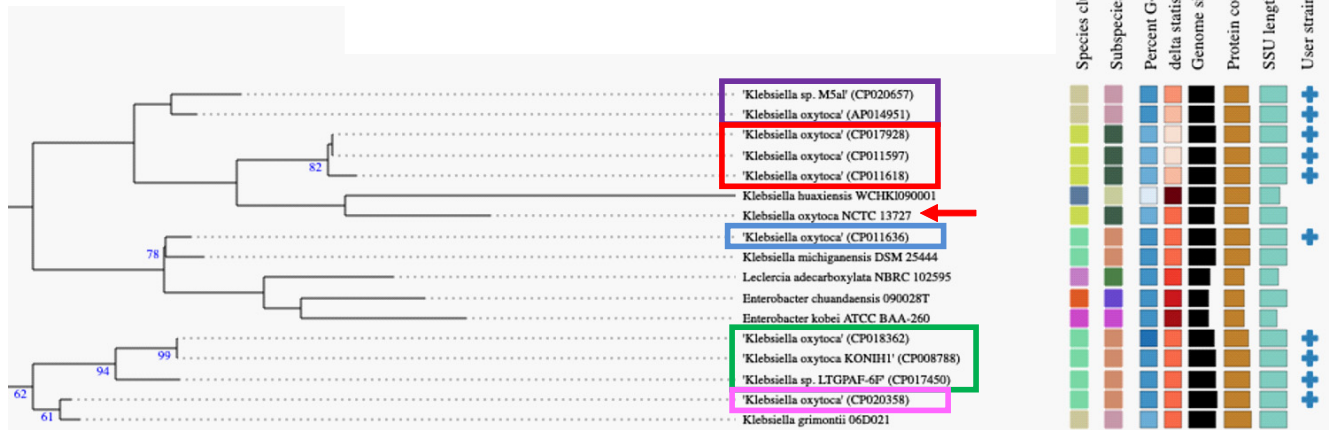 Species cl
Subspecie
Percent G-
delta statis
Genome si
Protein co
SSU length
User strain
'Klebsiella sp. M5al' (CP020657)
'Klebsiella oxytoca' (AP014951)
'Klebsiella oxytoca' (CP017928)
'Klebsiella oxytoca' (CP011597)
82
'Klebsiella oxytoca' (CP011618)
Klebsiella huaxiensis WCHKl090001
Klebsiella oxytoca NCTC 13727
'Klebsiella oxytoca' (CP011636)
78
Klebsiella michiganensis DSM 25444
Leclercia adecarboxylata NBRC 102595
Enterobacter chuandaensis 090028T
Enterobacter kobei ATCC BAA-260
'Klebsiella oxytoca' (CP018362)
99
'Klebsiella oxytoca KONIH1' (CP008788)
94
'Klebsiella sp. LTGPAF-6F' (CP017450)
62
'Klebsiella oxytoca' (CP020358)
61
Klebsiella grimontii 06D021